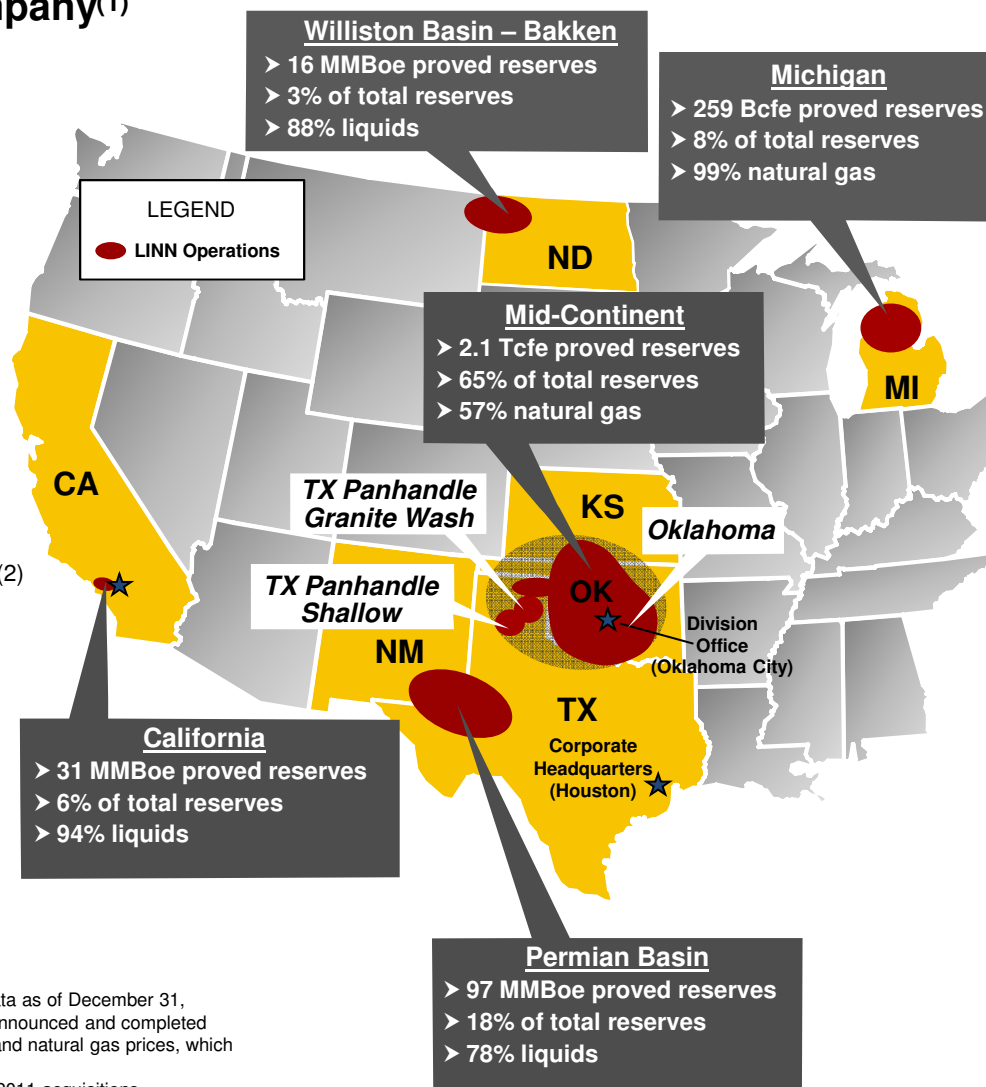 mpany(1)
Williston Basin – Bakken
➢ 16 MMBoe proved reserves
➢ 3% of total reserves
➢ 88% liquids
Michigan
➢ 259 Bcfe proved reserves
➢ 8% of total reserves
➢ 99% natural gas
LEGEND
LINN Operations
ND
Mid-Continent
➢ 2.1 Tcfe proved reserves
➢ 65% of total reserves
➢ 57% natural gas
MI
CA
TX Panhandle
Granite Wash
KS
Oklahoma
(2)
TX Panhandle
Shallow
OK
Division
Office
(Oklahoma City)
NM
TX
Corporate
Headquarters
(Houston)
California
➢ 31 MMBoe proved reserves
➢ 6% of total reserves
➢ 94% liquids
Permian Basin
➢ 97 MMBoe proved reserves
➢ 18% of total reserves
➢ 78% liquids
ta as of December 31,
nnounced and completed
and natural gas prices, which
2011 acquisitions